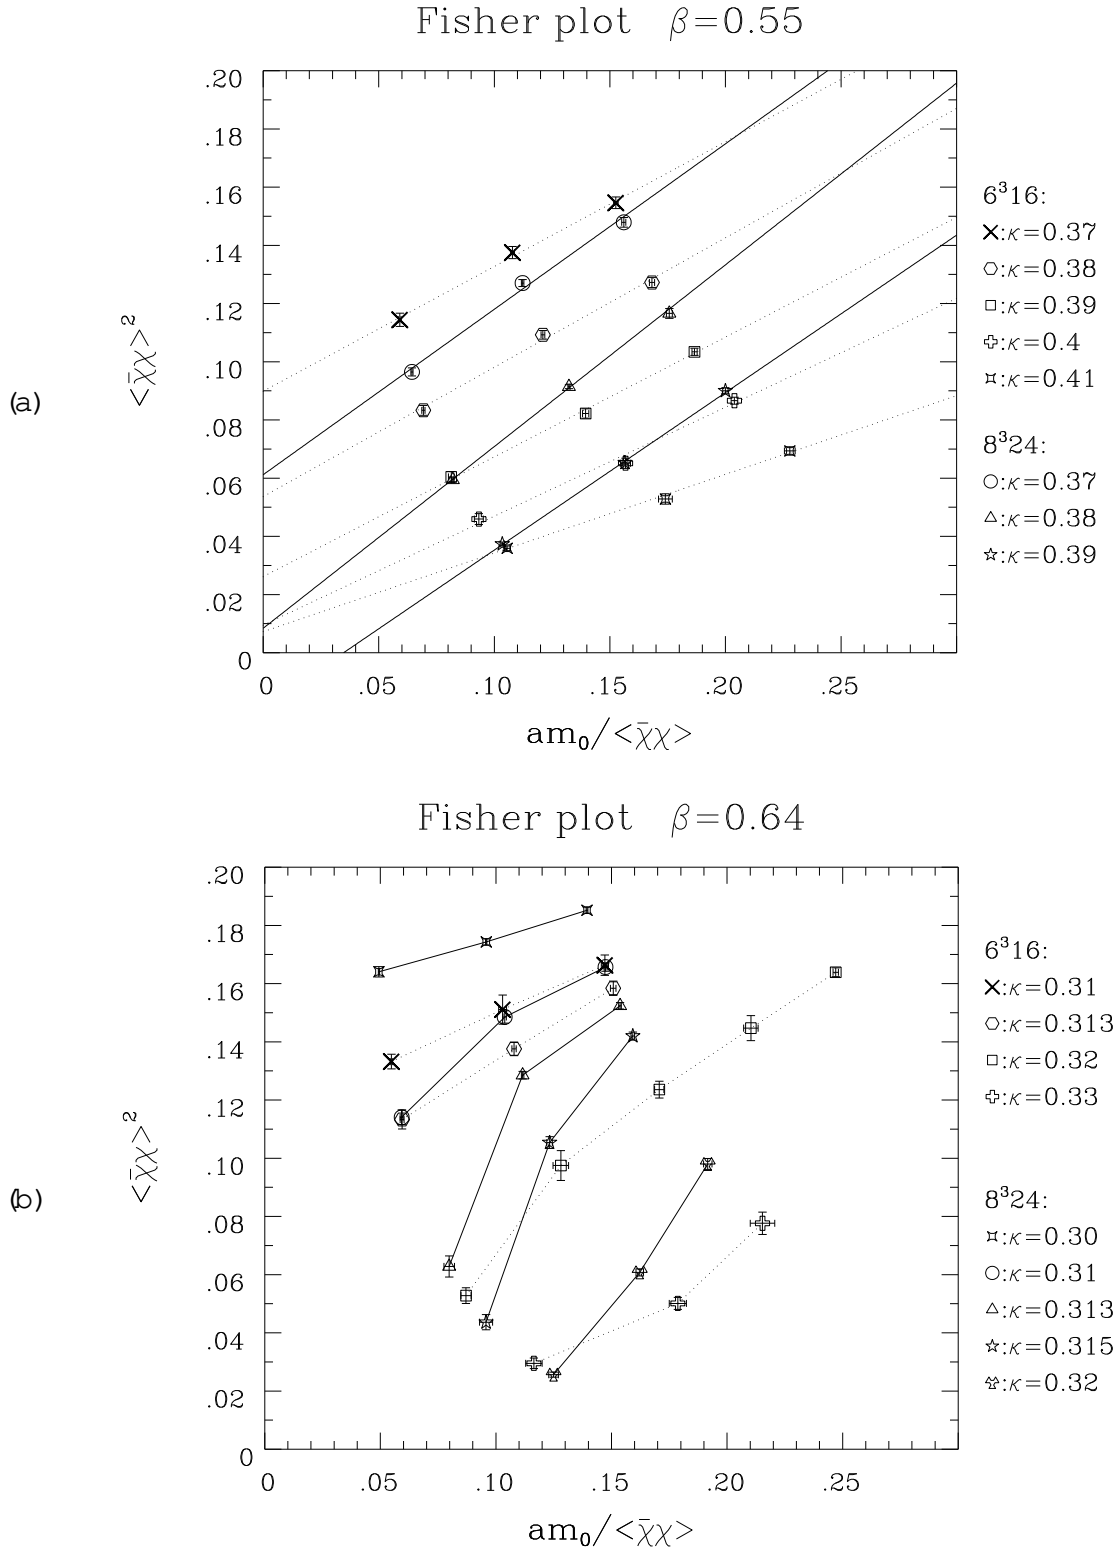 Fisher plot β=0.55
.20
.18
.16
.14
.12
.10
.08
.06
.04
.02
0
<χ̄χ>²
(a)
0 .05 .10 .15 .20 .25
am₀/<χ̄χ>
6³16:
:κ=0.37
:κ=0.38
:κ=0.39
:κ=0.4
:κ=0.41
8³24:
:κ=0.37
:κ=0.38
:κ=0.39
Fisher plot β=0.64
.20
.18
.16
.14
.12
.10
.08
.06
.04
.02
0
<χ̄χ>²
(b)
0 .05 .10 .15 .20 .25
am₀/<χ̄χ>
6³16:
:κ=0.31
:κ=0.313
:κ=0.32
:κ=0.33
8³24:
:κ=0.30
:κ=0.31
:κ=0.313
:κ=0.315
:κ=0.32